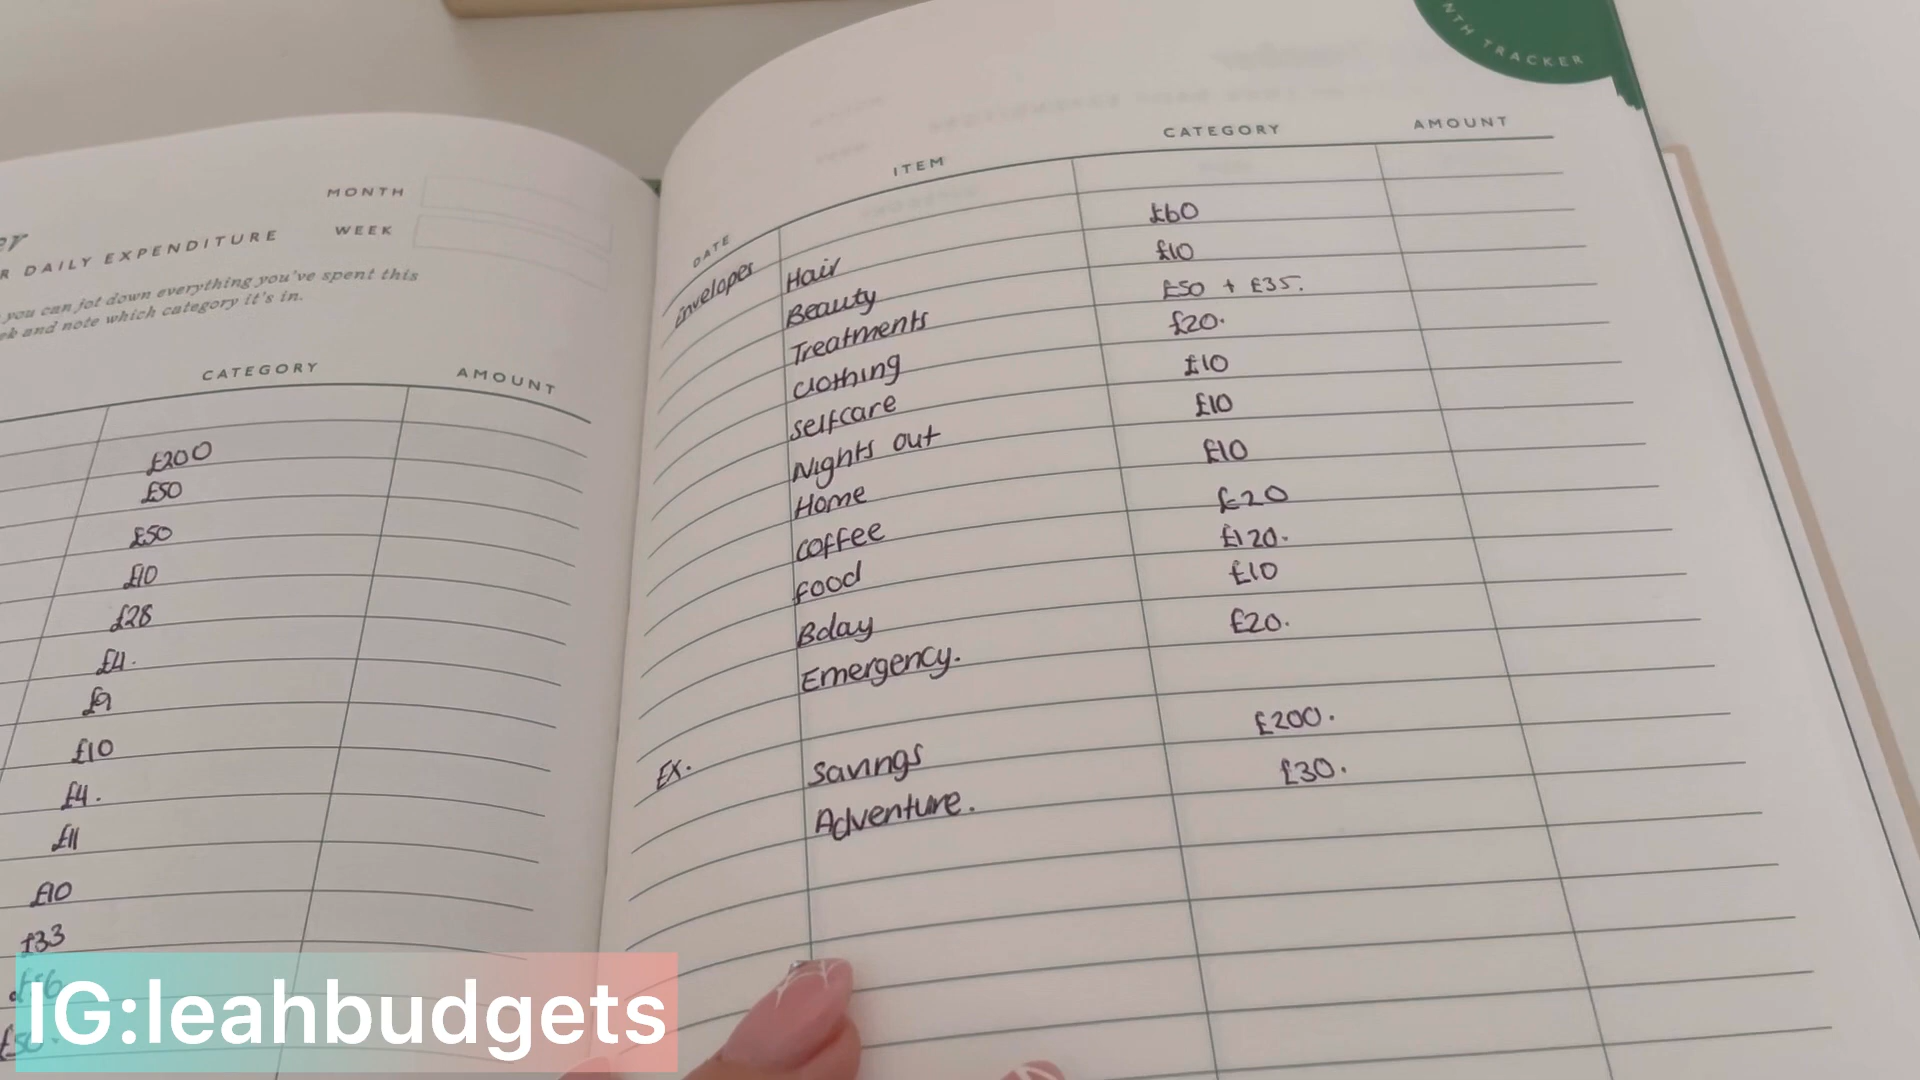 MONTH
WEEK
R DAILY EXPENDITURE
you can jot down everything you've spent this
and note which category it's in.
CATEGORY AMOUNT
£200
£50
£50
£10
£28
£4.
£9
£10
£4.
£11
£10
£33
£50.
NTH TRACKER
DATE ITEM CATEGORY AMOUNT
Envelopes Hair £60
Beauty £10
Treatments £50 + £35.
Clothing £20.
Selfcare £10
Nights out £10
Home £10
Coffee £20
Food £120.
Bday £10
Emergency. £20.
Ex. Savings £200.
Adventure. £30.
IG:leahbudgets